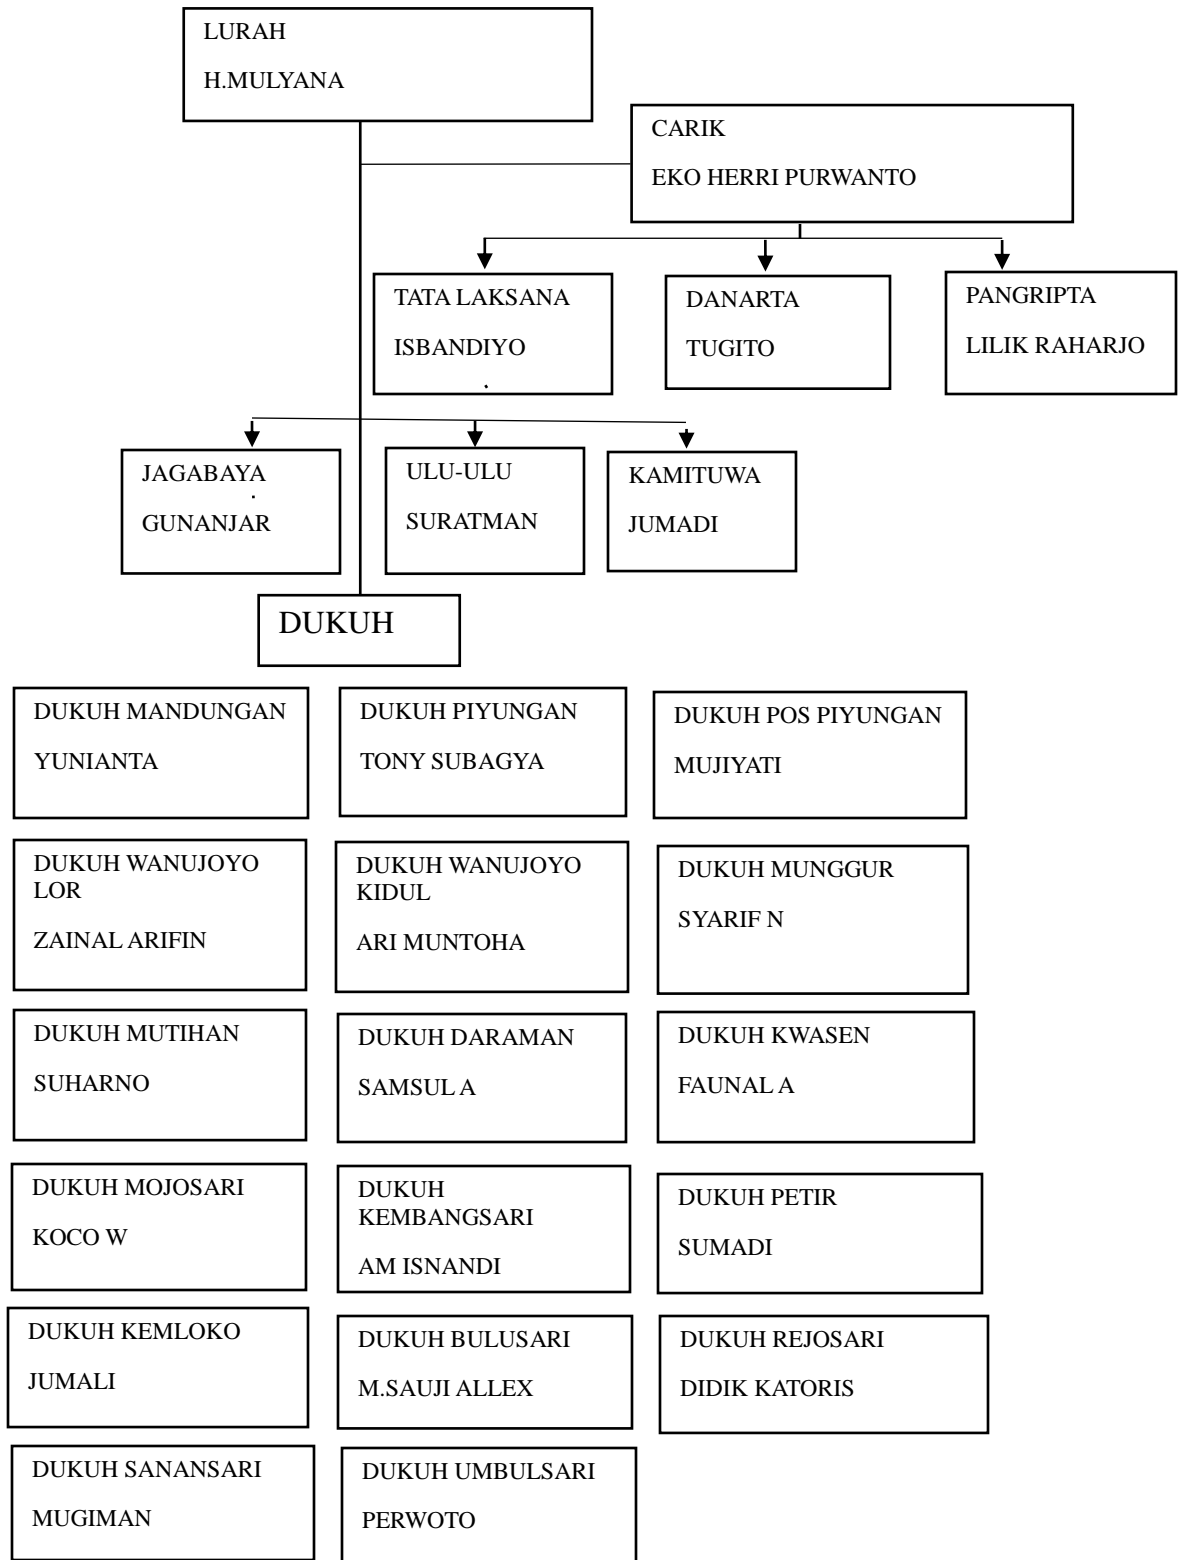 LURAH
H.MULYANA
CARIK
EKO HERRI PURWANTO
TATA LAKSANA
ISBANDIYO
DANARTA
TUGITO
PANGRIPTA
LILIK RAHARJO
JAGABAYA
GUNANJAR
ULU-ULU
SURATMAN
KAMITUWA
JUMADI
DUKUH
DUKUH MANDUNGAN
YUNIANTA
DUKUH PIYUNGAN
TONY SUBAGYA
DUKUH POS PIYUNGAN
MUJIYATI
DUKUH WANUJOYO
LOR
ZAINAL ARIFIN
DUKUH WANUJOYO
KIDUL
ARI MUNTOHA
DUKUH MUNGGUR
SYARIF N
DUKUH MUTIHAN
SUHARNO
DUKUH DARAMAN
SAMSUL A
DUKUH KWASEN
FAUNAL A
DUKUH MOJOSARI
KOCO W
DUKUH
KEMBANGSARI
AM ISNANDI
DUKUH PETIR
SUMADI
DUKUH KEMLOKO
JUMALI
DUKUH BULUSARI
M.SAUJI ALLEX
DUKUH REJOSARI
DIDIK KATORIS
DUKUH SANANSARI
MUGIMAN
DUKUH UMBULSARI
PERWOTO